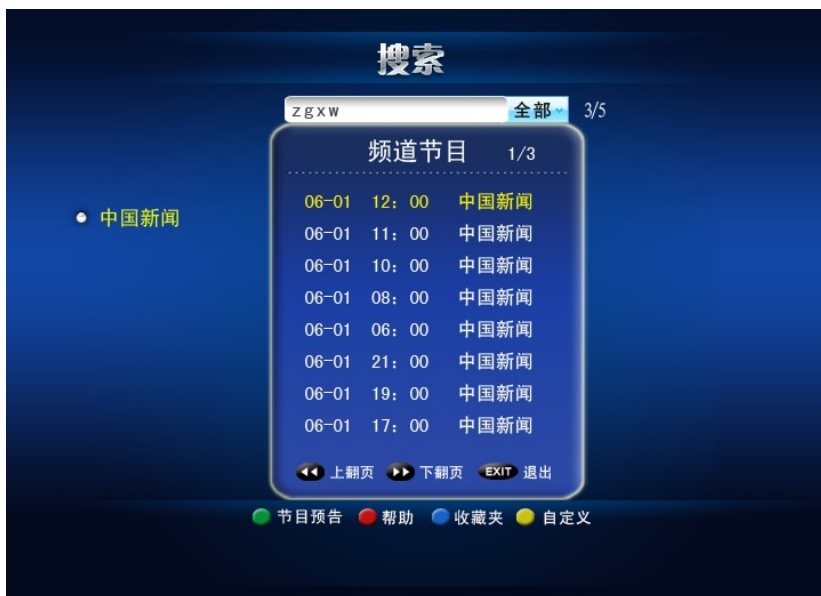 搜索
zgxw 全部 3/5
频道节目 1/3
06-01 12：00 中国新闻
中国新闻
06-01 11：00 中国新闻
06-01 10：00 中国新闻
06-01 08：00 中国新闻
06-01 06：00 中国新闻
06-01 21：00 中国新闻
06-01 19：00 中国新闻
06-01 17：00 中国新闻
上翻页 下翻页 EXIT 退出
节目预告 帮助 收藏夹 自定义